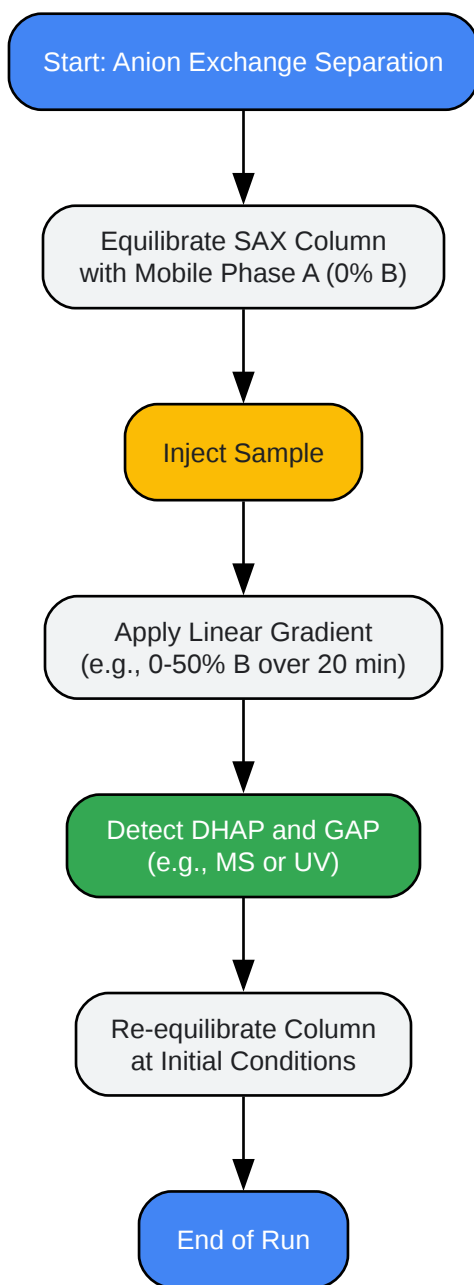 Start: Anion Exchange Separation
Equilibrate SAX Column
with Mobile Phase A (0% B)
Inject Sample
Apply Linear Gradient
(e.g., 0-50% B over 20 min)
Detect DHAP and GAP
(e.g., MS or UV)
Re-equilibrate Column
at Initial Conditions
End of Run